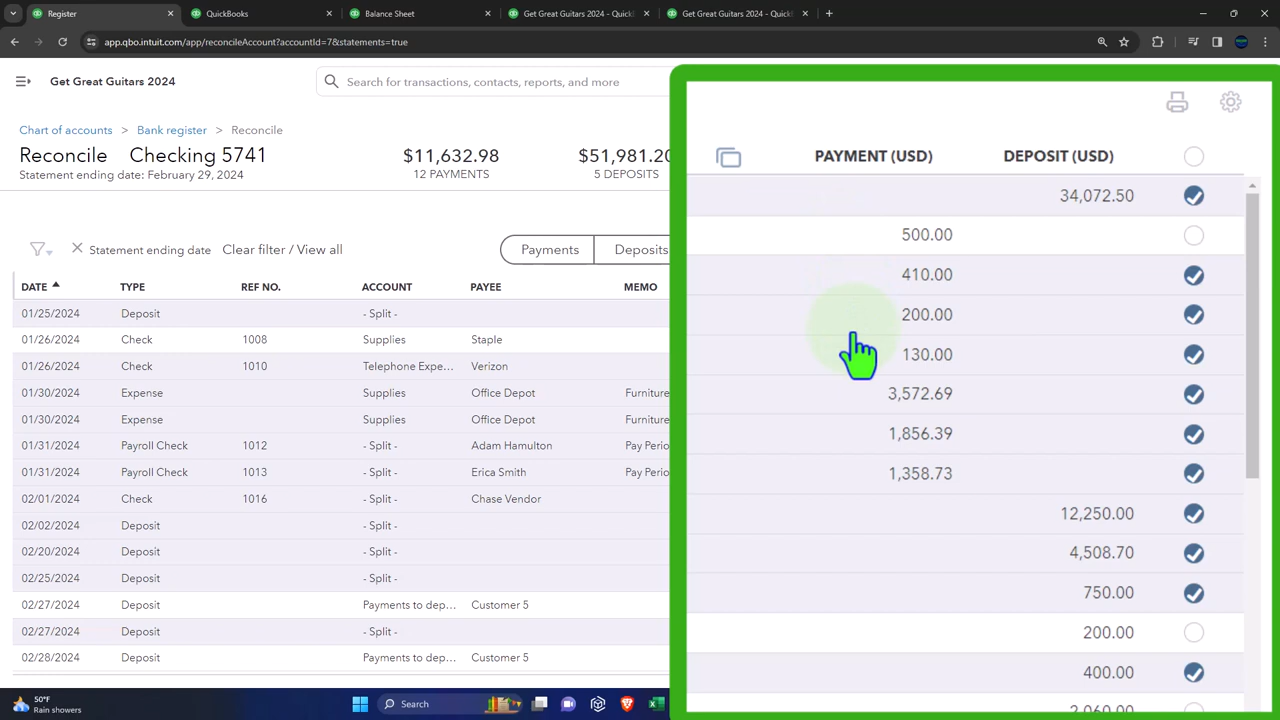 Register
QuickBooks
Balance Sheet
Get Great Guitars 2024 - QuickB
Get Great Guitars 2024 - QuickB
app.qbo.intuit.com/app/reconcileAccount?accountId=7&statements=true
Get Great Guitars 2024
Search for transactions, contacts, reports, and more
Chart of accounts > Bank register > Reconcile
Reconcile Checking 5741
Statement ending date: February 29, 2024
$11,632.98
12 PAYMENTS
$51,981.20
5 DEPOSITS
Statement ending date
Clear filter / View all
Payments
Deposits
DATE TYPE REF NO. ACCOUNT PAYEE MEMO
01/25/2024 Deposit - Split -
01/26/2024 Check 1008 Supplies Staple
01/26/2024 Check 1010 Telephone Expe... Verizon
01/30/2024 Expense Supplies Office Depot Furniture
01/30/2024 Expense Supplies Office Depot Furniture
01/31/2024 Payroll Check 1012 - Split - Adam Hamulton Pay Perio
01/31/2024 Payroll Check 1013 - Split - Erica Smith Pay Perio
02/01/2024 Check 1016 - Split - Chase Vendor
02/02/2024 Deposit - Split -
02/20/2024 Deposit - Split -
02/25/2024 Deposit - Split -
02/27/2024 Deposit Payments to dep... Customer 5
02/27/2024 Deposit - Split -
02/28/2024 Deposit Payments to dep... Customer 5
PAYMENT (USD) DEPOSIT (USD)
34,072.50
500.00
410.00
200.00
130.00
3,572.69
1,856.39
1,358.73
12,250.00
4,508.70
750.00
200.00
400.00
2,060.00
50°F
Rain showers
Search